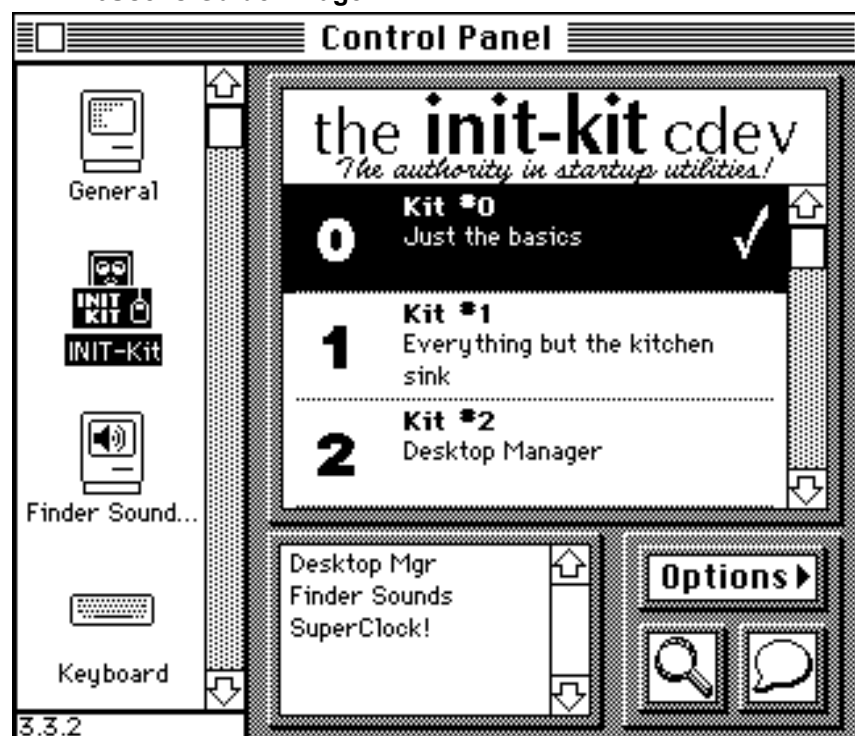 Control Panel
General
INIT
KIT
INIT-Kit
Finder Sound...
Keyboard
3.3.2
the init-kit cdev
The authority in startup utilities!
0
Kit #0
Just the basics
1
Kit #1
Everything but the kitchen
sink
2
Kit #2
Desktop Manager
Desktop Mgr
Finder Sounds
SuperClock!
Options